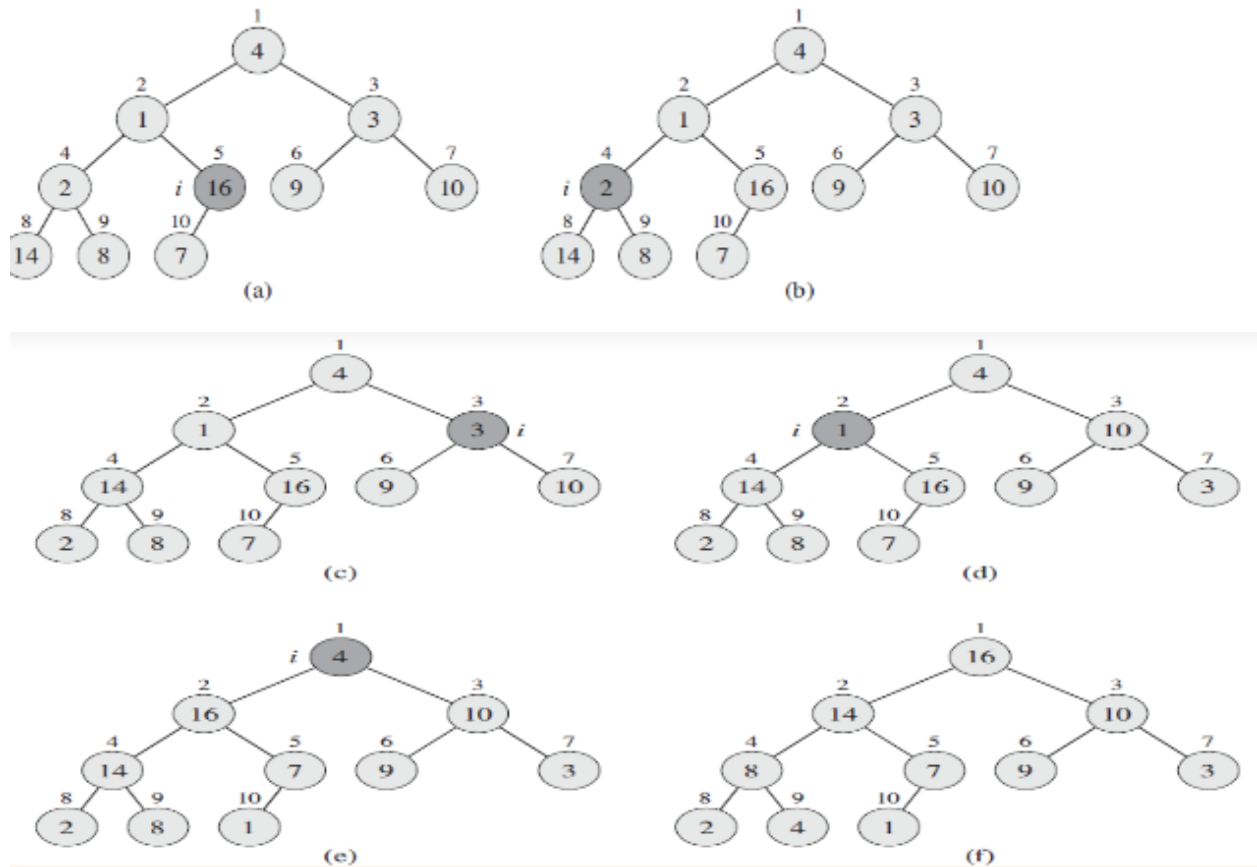 1 1
4 4
2 3 2 3
1 3 1 3
4 5 6 7 4 5 6 7
2 i 16 9 10 i 2 16 9 10
8 9 10 8 9 10
14 8 7 14 8 7
(a) (b)
1 1
4 4
2 3 2 3
1 3 i i 1 10
4 5 6 7 4 5 6 7
14 16 9 10 14 16 9 3
8 9 10 8 9 10
2 8 7 2 8 7
(c) (d)
1 1
i 4 16
2 3 2 3
16 10 14 10
4 5 6 7 4 5 6 7
14 7 9 3 8 7 9 3
8 9 10 8 9 10
2 8 1 2 4 1
(e) (f)